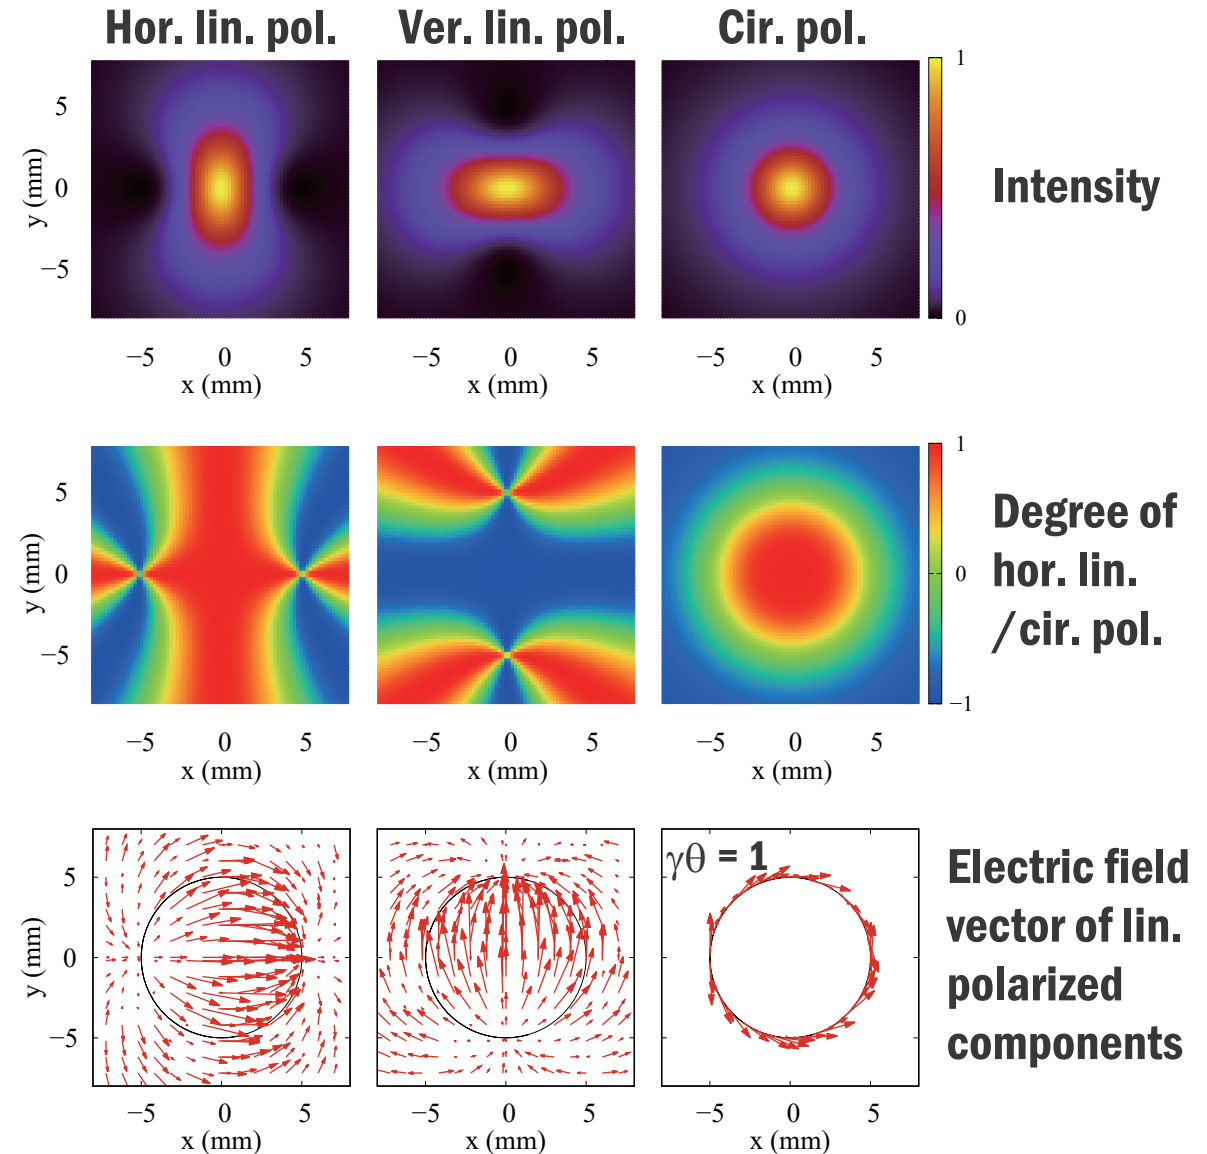 Hor. lin. pol. Ver. lin. pol. Cir. pol.
y (mm)
5
0
−5
−5 0 5
x (mm)
−5 0 5
x (mm)
−5 0 5
x (mm)
1
0
Intensity
y (mm)
5
0
−5
−5 0 5
x (mm)
−5 0 5
x (mm)
−5 0 5
x (mm)
1
0
−1
Degree of
hor. lin.
/cir. pol.
y (mm)
5
0
−5
γθ = 1
−5 0 5
x (mm)
−5 0 5
x (mm)
−5 0 5
x (mm)
Electric field
vector of lin.
polarized
components